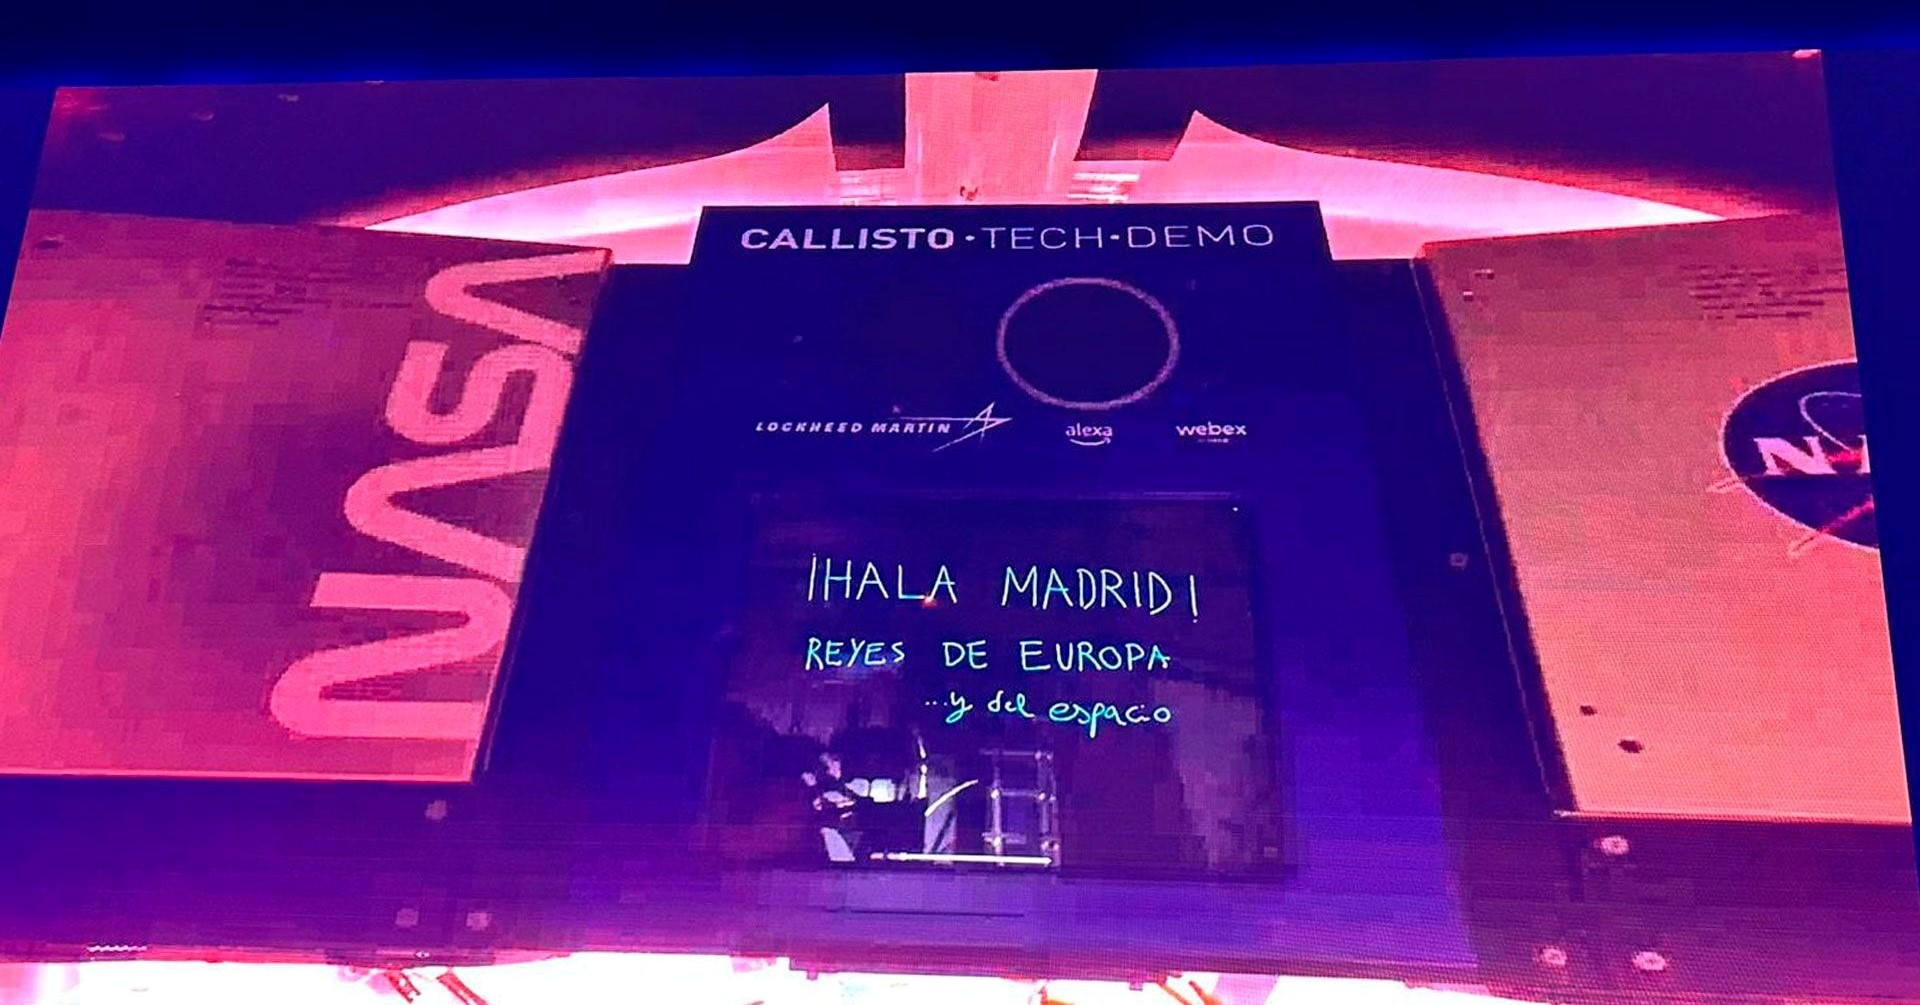 CALLISTO·TECH·DEMO
NASA
LOCKHEED MARTIN
alexa
webex
¡HALA MADRID!
REYES DE EUROPA
...y del espacio